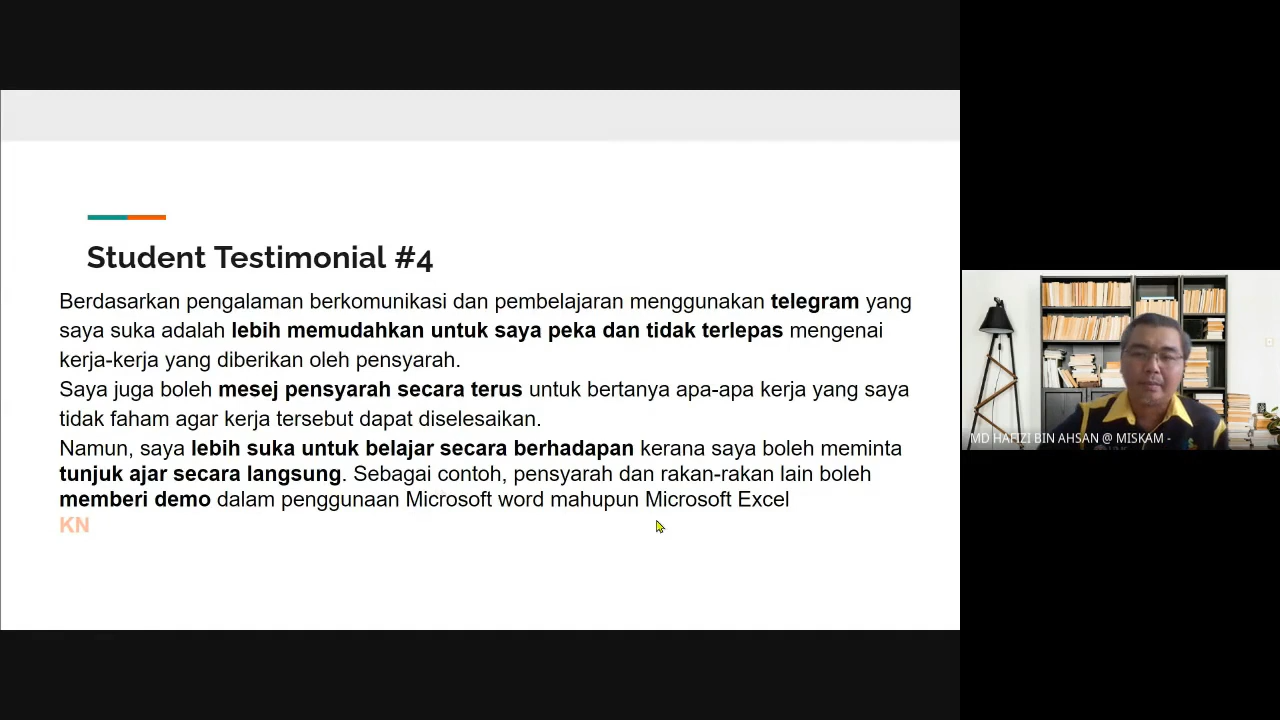 Student Testimonial #4
Berdasarkan pengalaman berkomunikasi dan pembelajaran menggunakan telegram yang
saya suka adalah lebih memudahkan untuk saya peka dan tidak terlepas mengenai
kerja-kerja yang diberikan oleh pensyarah.
Saya juga boleh mesej pensyarah secara terus untuk bertanya apa-apa kerja yang saya
tidak faham agar kerja tersebut dapat diselesaikan.
Namun, saya lebih suka untuk belajar secara berhadapan kerana saya boleh meminta
tunjuk ajar secara langsung. Sebagai contoh, pensyarah dan rakan-rakan lain boleh
memberi demo dalam penggunaan Microsoft word mahupun Microsoft Excel
KN
MD HAFIZI BIN AHSAN @ MISKAM -